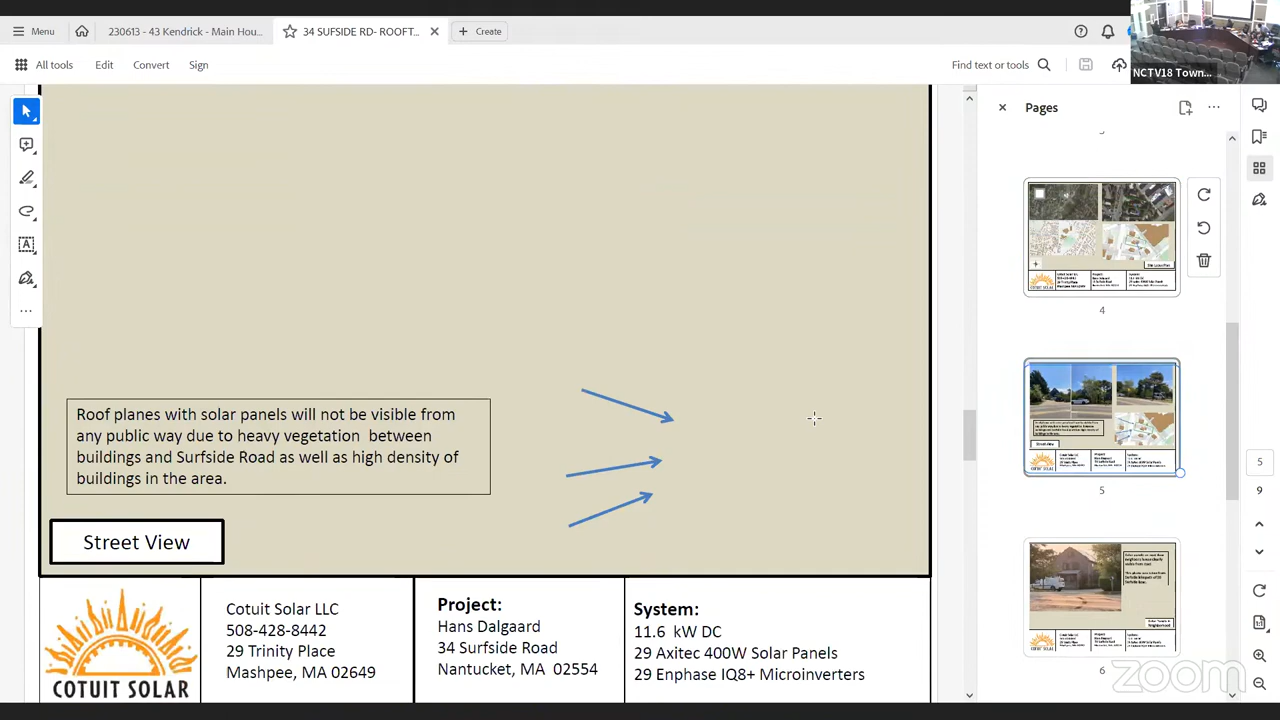 Menu
230613 - 43 Kendrick - Main Hou...
34 SUFSIDE RD- ROOFT...
Create
NCTV18 Town...
All tools
Edit
Convert
Sign
Find text or tools
Pages
4
5
6
5
9
Roof planes with solar panels will not be visible from
any public way due to heavy vegetation between
buildings and Surfside Road as well as high density of
buildings in the area.
Street View
COTUIT SOLAR
Cotuit Solar LLC
508-428-8442
29 Trinity Place
Mashpee, MA 02649
Project:
Hans Dalgaard
34 Surfside Road
Nantucket, MA 02554
System:
11.6 kW DC
29 Axitec 400W Solar Panels
29 Enphase IQ8+ Microinverters
zoom